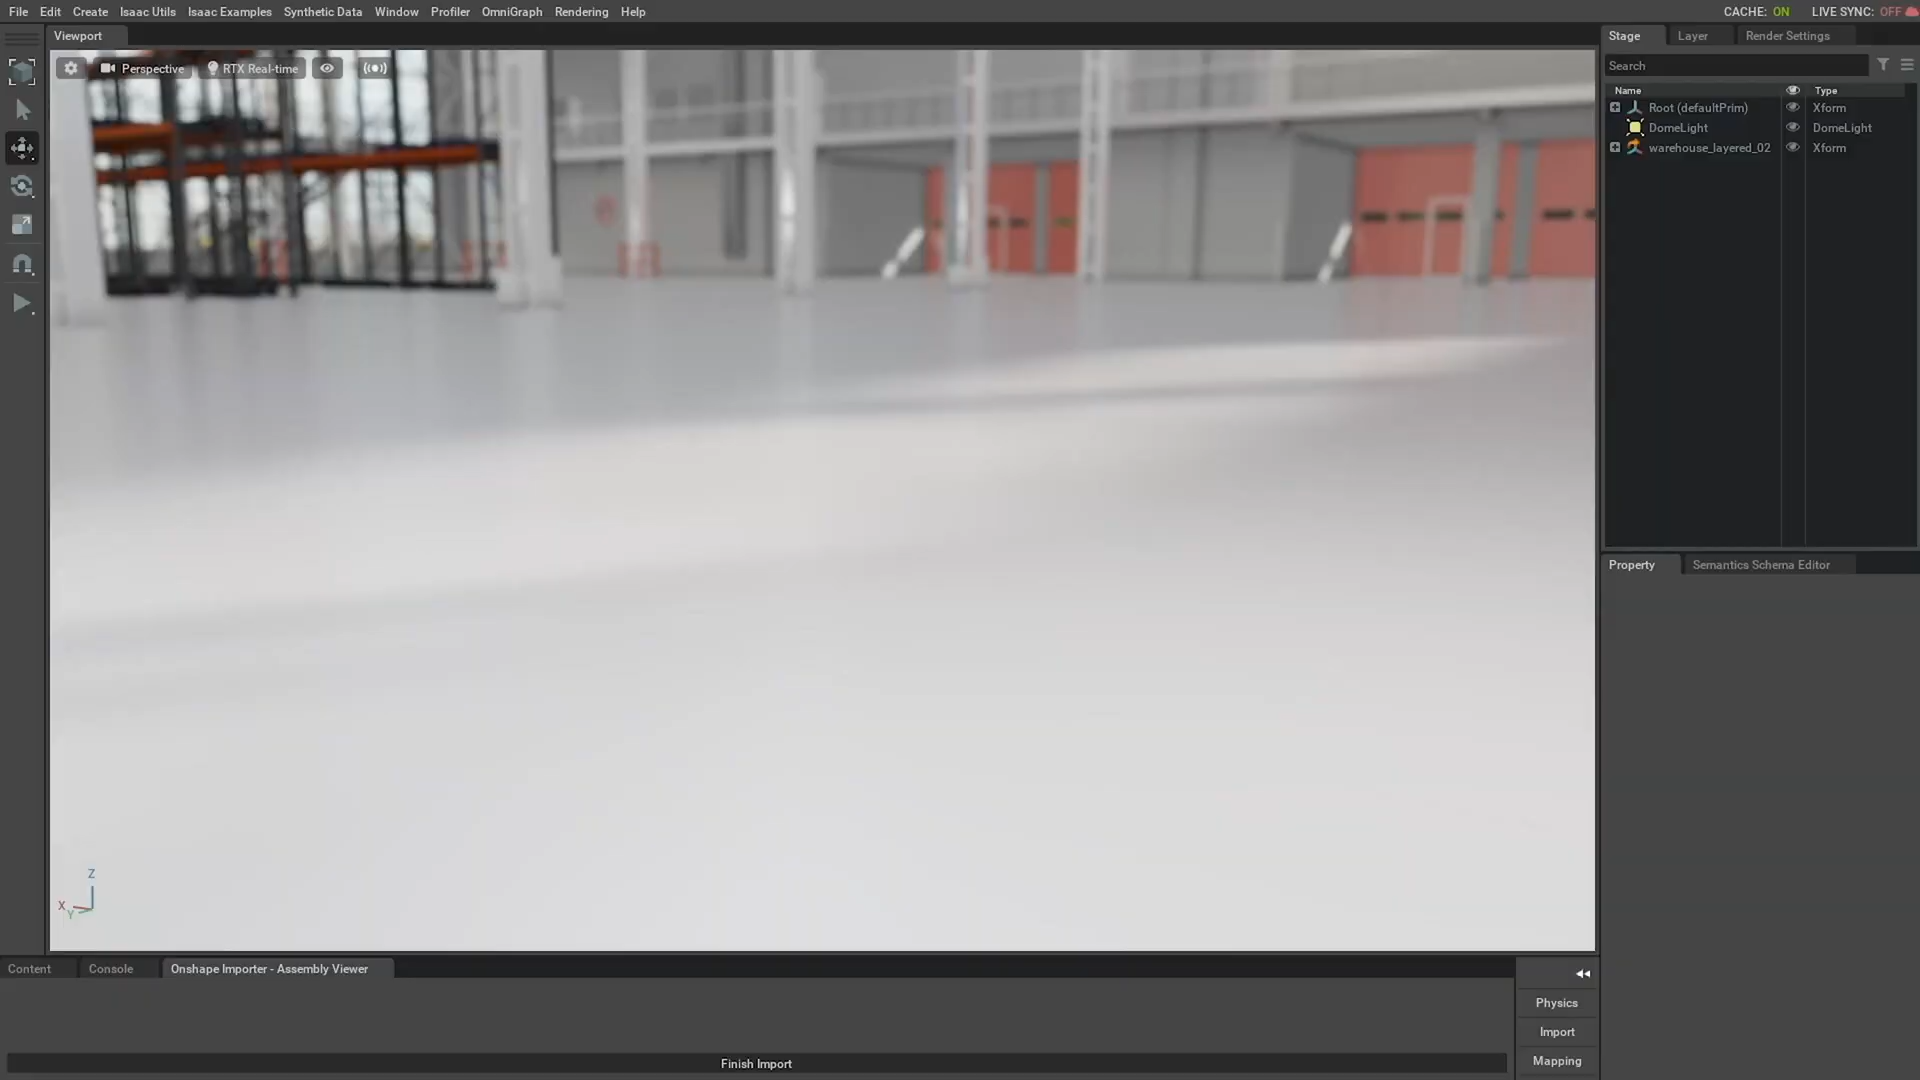 File Edit Create Isaac Utils Isaac Examples Synthetic Data Window Profiler OmniGraph Rendering Help CACHE: ON LIVE SYNC: OFF
Viewport
Perspective RTX Real-time
Stage Layer Render Settings
Search
Name Type
Root (defaultPrim) Xform
DomeLight DomeLight
warehouse_layered_02 Xform
Property Semantics Schema Editor
Z
X
Y
Content Console Onshape Importer - Assembly Viewer
Physics
Import
Mapping
Finish Import